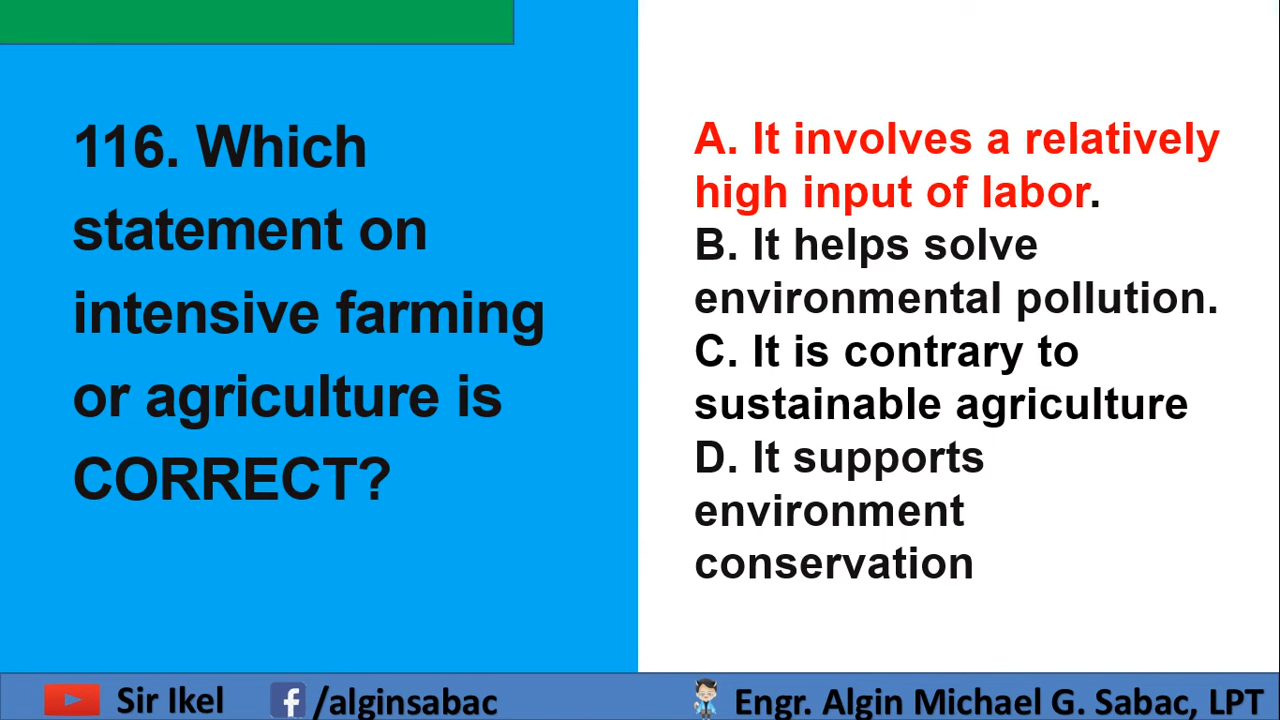 116. Which
statement on
intensive farming
or agriculture is
CORRECT?
A. It involves a relatively
high input of labor.
B. It helps solve
environmental pollution.
C. It is contrary to
sustainable agriculture
D. It supports
environment
conservation
Sir Ikel
/alginsabac
Engr. Algin Michael G. Sabac, LPT